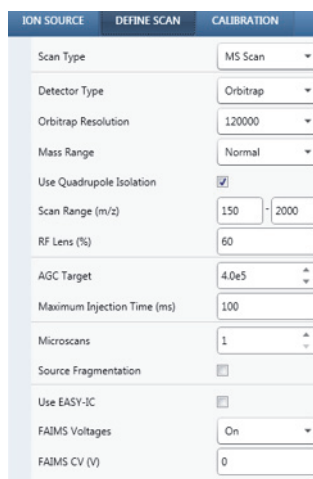 ION SOURCE DEFINE SCAN CALIBRATION
Scan Type MS Scan
Detector Type Orbitrap
Orbitrap Resolution 120000
Mass Range Normal
Use Quadrupole Isolation
Scan Range (m/z) 150 - 2000
RF Lens (%) 60
AGC Target 4.0e5
Maximum Injection Time (ms) 100
Microscans 1
Source Fragmentation
Use EASY-IC
FAIMS Voltages On
FAIMS CV (V) 0